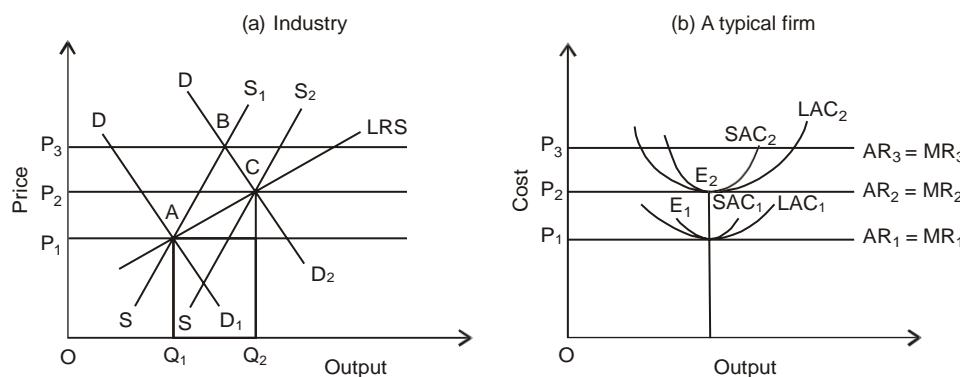 (a) Industry
D
D
S₁
S₂
B
LRS
P₃
C
P₂
A
P₁
D₂
S
S
D₁
O
Q₁
Q₂
Output
Price
(b) A typical firm
LAC₂
SAC₂
P₃
AR₃ = MR₃
E₂
P₂
AR₂ = MR₂
E₁
SAC₁
LAC₁
P₁
AR₁ = MR₁
O
Output
Cost